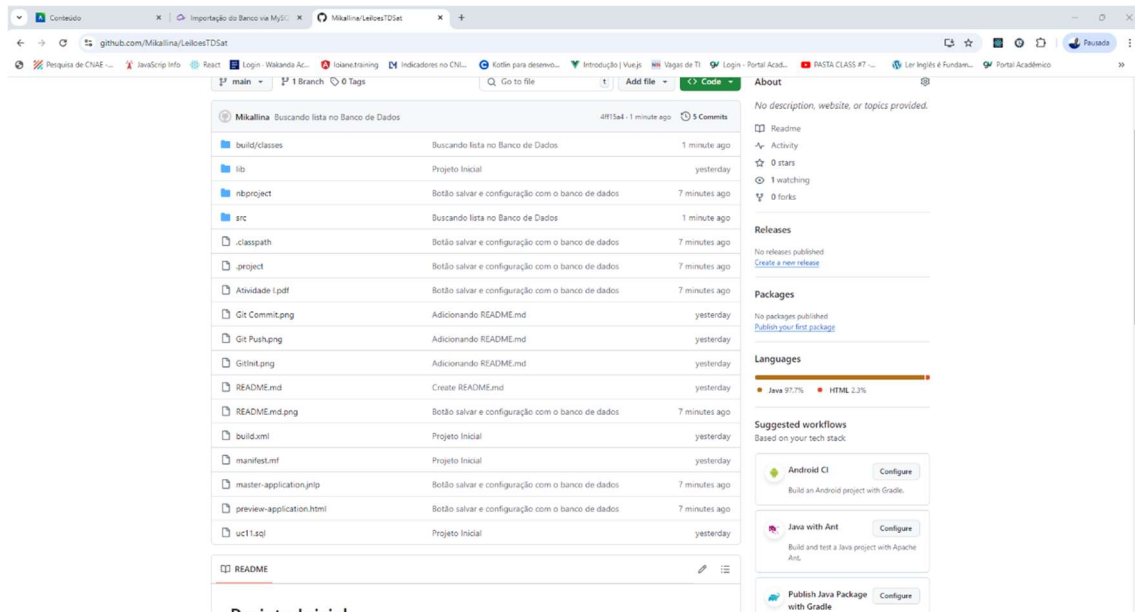 Conteúdo
Importação do Banco via MySC
Mikallina/LeiloesTDSat
github.com/Mikallina/LeiloesTDSat
Pausada
Pesquisa de CNAE -...
JavaScrip Info
React
Login · Wakanda Ac...
loiane.training
Indicadores no CNI...
Kotlin para desenvo...
Introdução | Vue.js
Vagas de TI
Login - Portal Acad...
PASTA CLASS #7 -...
Ler Inglês é Fundam...
Portal Acadêmico
main
1 Branch
0 Tags
Go to file
t
Add file
Code
Mikallina Buscando lista no Banco de Dados
4ff15a4 · 1 minute ago
5 Commits
build/classes Buscando lista no Banco de Dados 1 minute ago
lib Projeto Inicial yesterday
nbproject Botão salvar e configuração com o banco de dados 7 minutes ago
src Buscando lista no Banco de Dados 1 minute ago
.classpath Botão salvar e configuração com o banco de dados 7 minutes ago
.project Botão salvar e configuração com o banco de dados 7 minutes ago
Atividade I.pdf Botão salvar e configuração com o banco de dados 7 minutes ago
Git Commit.png Adicionando README.md yesterday
Git Push.png Adicionando README.md yesterday
GitInit.png Adicionando README.md yesterday
README.md Create README.md yesterday
README.md.png Botão salvar e configuração com o banco de dados 7 minutes ago
build.xml Projeto Inicial yesterday
manifest.mf Projeto Inicial yesterday
master-application.jnlp Botão salvar e configuração com o banco de dados 7 minutes ago
preview-application.html Botão salvar e configuração com o banco de dados 7 minutes ago
uc11.sql Projeto Inicial yesterday
README
About
No description, website, or topics provided.
Readme
Activity
0 stars
1 watching
0 forks
Releases
No releases published
Create a new release
Packages
No packages published
Publish your first package
Languages
Java 97.7%
HTML 2.3%
Suggested workflows
Based on your tech stack
Android CI
Configure
Build an Android project with Gradle.
Java with Ant
Configure
Build and test a Java project with Apache
Ant.
Publish Java Package
with Gradle
Configure